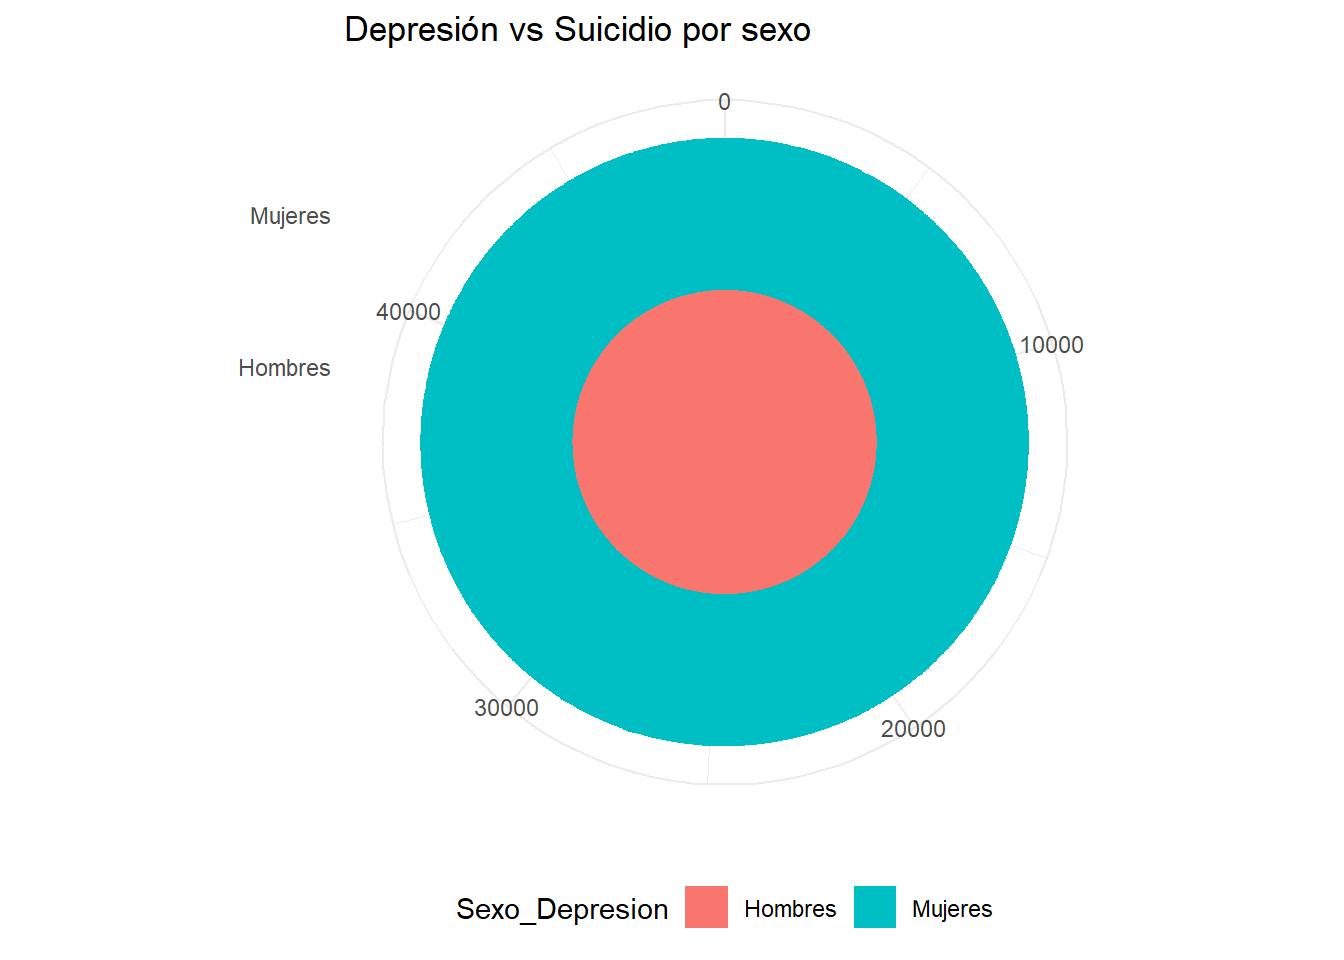 Depresión vs Suicidio por sexo
0
Mujeres
40000
10000
Hombres
30000
20000
Sexo_Depresion Hombres Mujeres